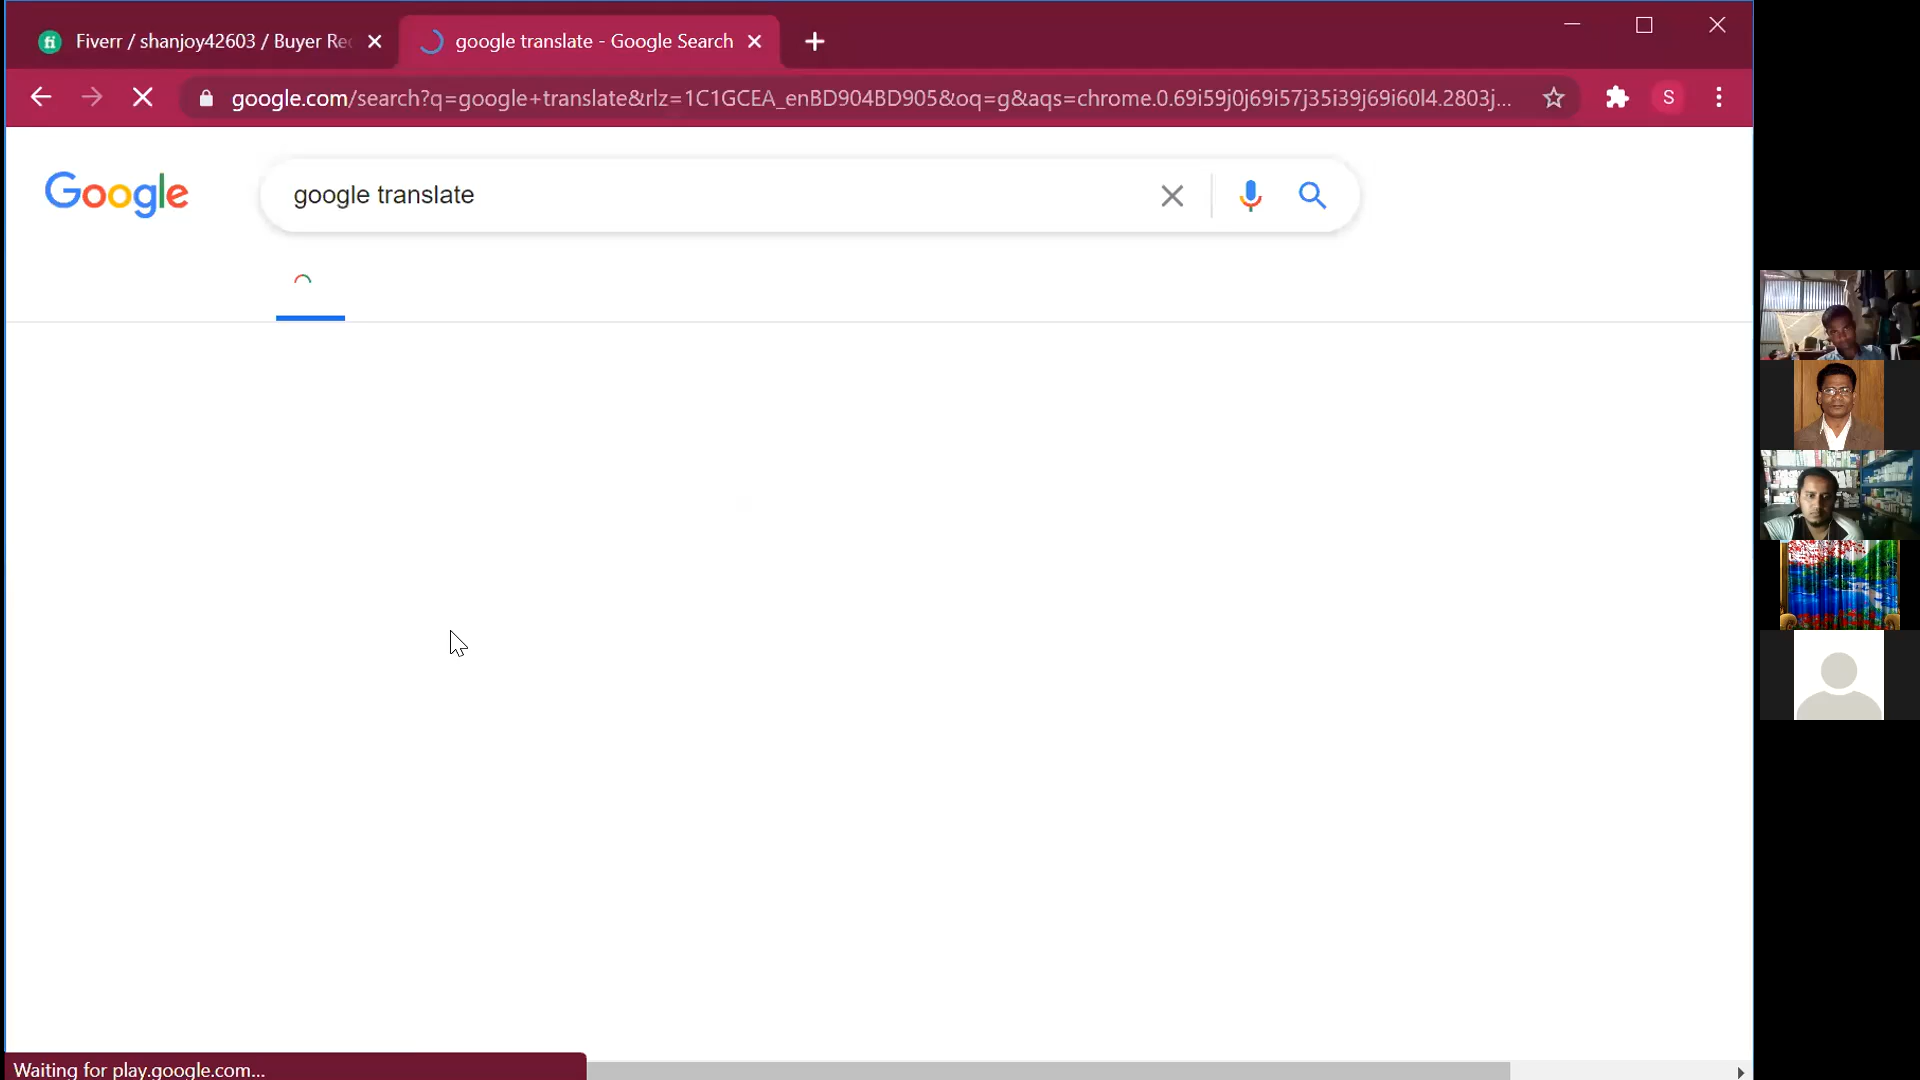 Fiverr / shanjoy42603 / Buyer Re
google translate - Google Search
google.com/search?q=google+translate&rlz=1C1GCEA_enBD904BD905&oq=g&aqs=chrome.0.69i59j0j69i57j35i39j69i60l4.2803j...
S
Google
google translate
Waiting for play.google.com...